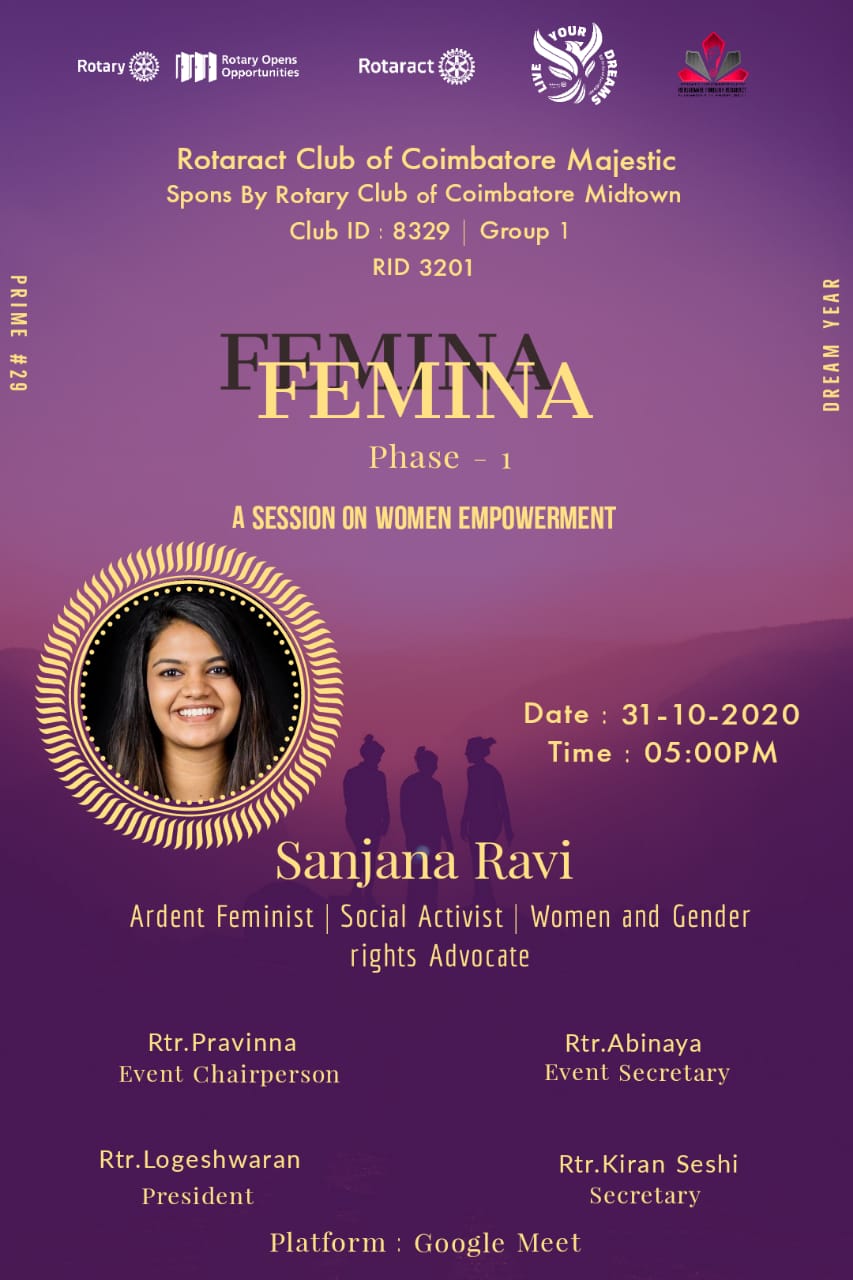 Rotary
Rotary Opens
Opportunities
Rotaract
LIVE YOUR DREAMS
Rotaract Club of Coimbatore Majestic
Spons By Rotary Club of Coimbatore Midtown
Club ID : 8329 | Group 1
RID 3201
PRIME #29
DREAM YEAR
FEMINA
FEMINA
Phase - 1
A SESSION ON WOMEN EMPOWERMENT
Date : 31-10-2020
Time : 05:00PM
Sanjana Ravi
Ardent Feminist | Social Activist | Women and Gender
rights Advocate
Rtr.Pravinna
Event Chairperson
Rtr.Abinaya
Event Secretary
Rtr.Logeshwaran
President
Rtr.Kiran Seshi
Secretary
Platform : Google Meet